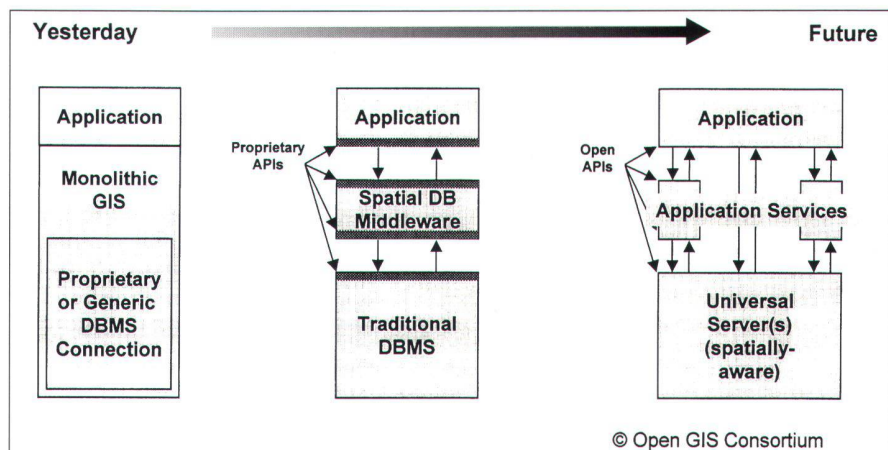 Yesterday
Future
Application
Monolithic
GIS
Proprietary
or Generic
DBMS
Connection
Proprietary
APIs
Application
Spatial DB
Middleware
Traditional
DBMS
Open
APIs
Application
Application Services
Universal
Server(s)
(spatially-
aware)
© Open GIS Consortium